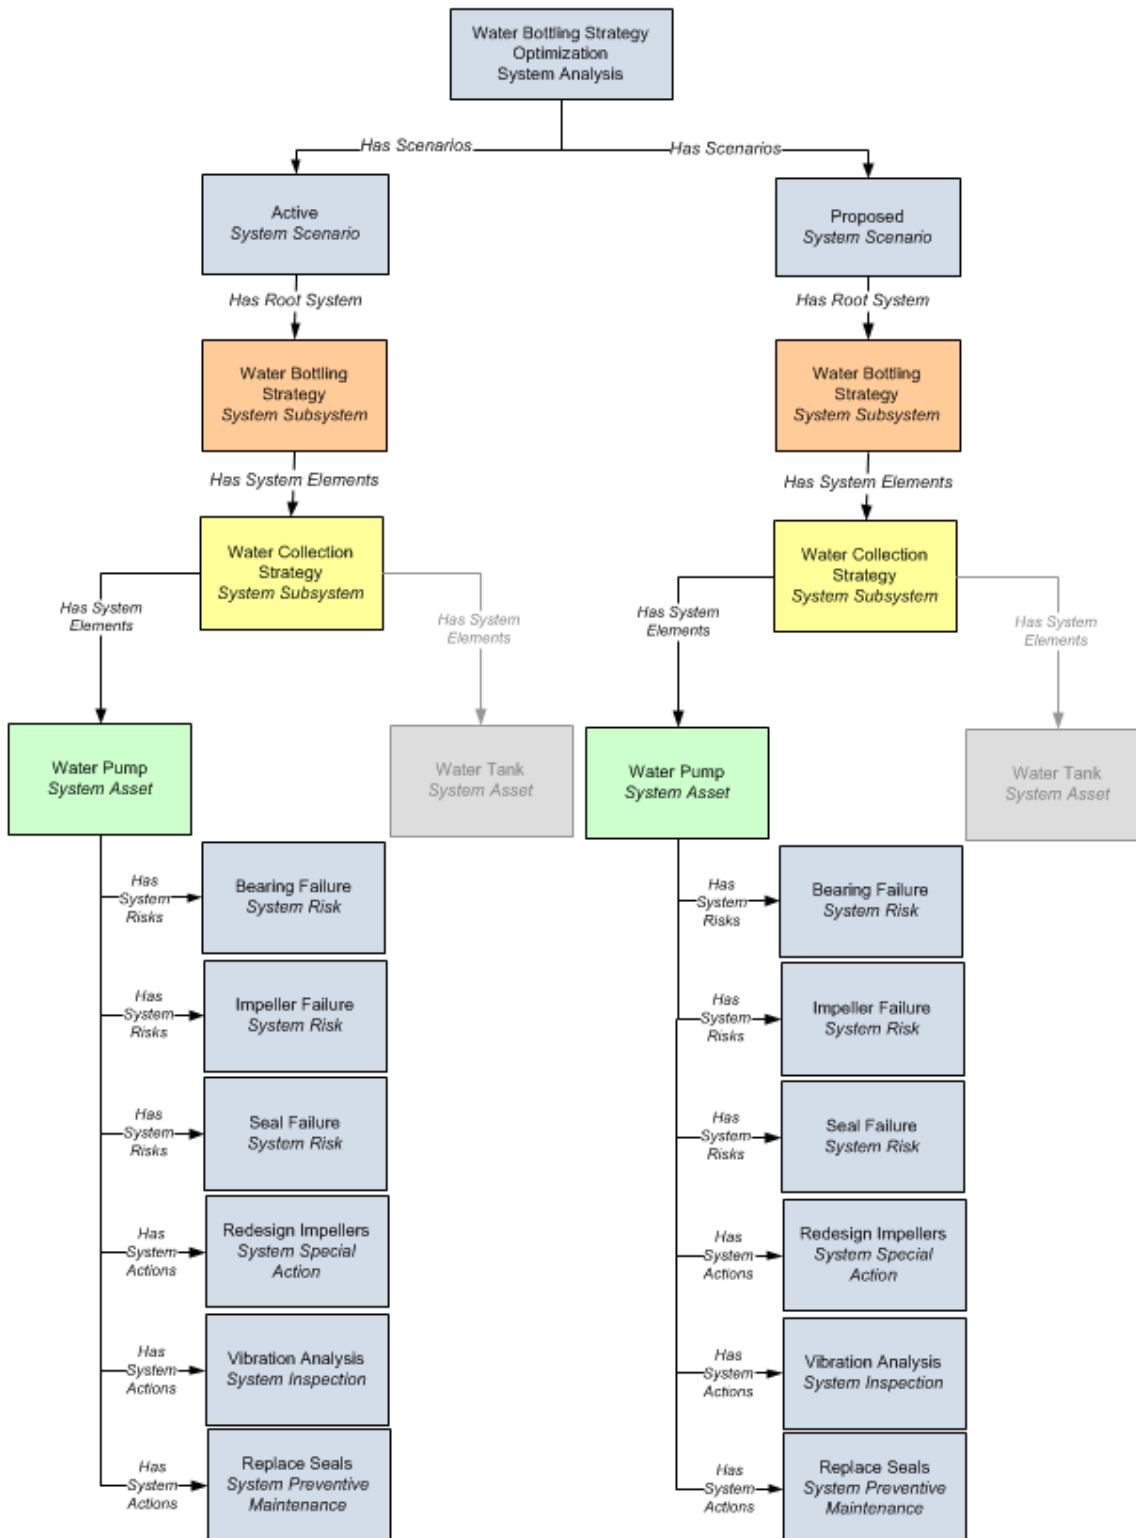 Water Bottling Strategy
Optimization
System Analysis
Has Scenarios
Has Scenarios
Active
System Scenario
Proposed
System Scenario
Has Root System
Has Root System
Water Bottling
Strategy
System Subsystem
Water Bottling
Strategy
System Subsystem
Has System Elements
Has System Elements
Water Collection
Strategy
System Subsystem
Water Collection
Strategy
System Subsystem
Has System
Elements
Has System
Elements
Has System
Elements
Has System
Elements
Water Pump
System Asset
Water Tank
System Asset
Water Pump
System Asset
Water Tank
System Asset
Has
System
Risks
Bearing Failure
System Risk
Has
System
Risks
Bearing Failure
System Risk
Has
System
Risks
Impeller Failure
System Risk
Has
System
Risks
Impeller Failure
System Risk
Has
System
Risks
Seal Failure
System Risk
Has
System
Risks
Seal Failure
System Risk
Has
System
Actions
Redesign Impellers
System Special
Action
Has
System
Actions
Redesign Impellers
System Special
Action
Has
System
Actions
Vibration Analysis
System Inspection
Has
System
Actions
Vibration Analysis
System Inspection
Has
System
Actions
Replace Seals
System Preventive
Maintenance
Has
System
Actions
Replace Seals
System Preventive
Maintenance